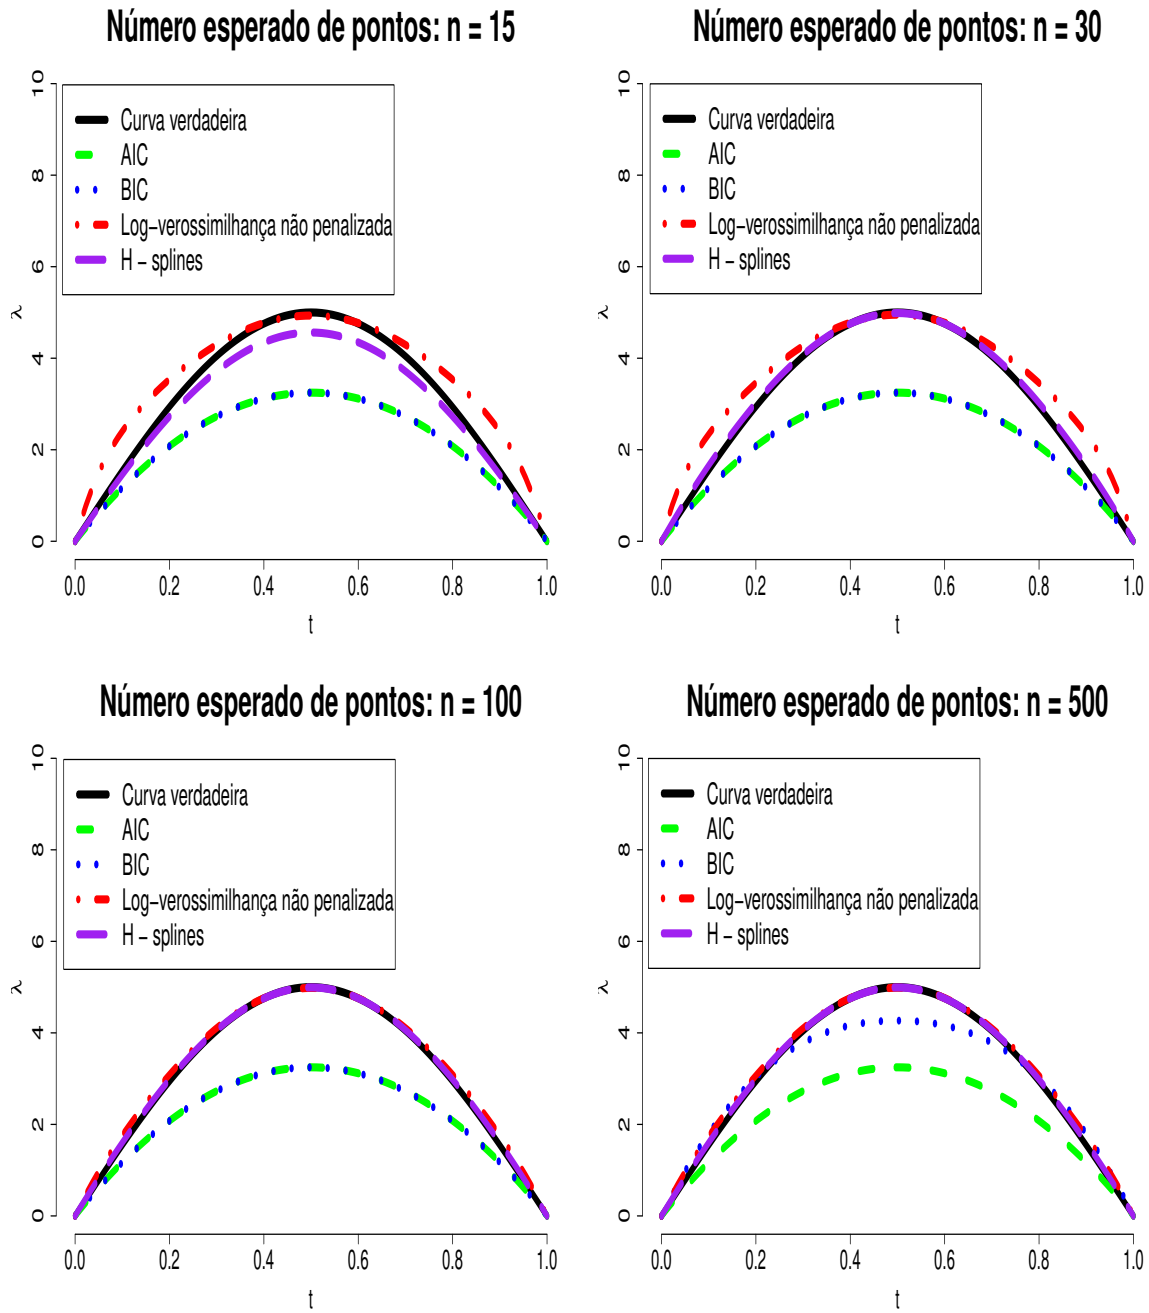 Número esperado de pontos: n = 15
10
8
6
4
2
0
λ
Curva verdadeira
AIC
BIC
Log−verossimilhança não penalizada
H − splines
0.0 0.2 0.4 0.6 0.8 1.0
t
Número esperado de pontos: n = 30
10
8
6
4
2
0
λ
Curva verdadeira
AIC
BIC
Log−verossimilhança não penalizada
H − splines
0.0 0.2 0.4 0.6 0.8 1.0
t
Número esperado de pontos: n = 100
10
8
6
4
2
0
λ
Curva verdadeira
AIC
BIC
Log−verossimilhança não penalizada
H − splines
0.0 0.2 0.4 0.6 0.8 1.0
t
Número esperado de pontos: n = 500
10
8
6
4
2
0
λ
Curva verdadeira
AIC
BIC
Log−verossimilhança não penalizada
H − splines
0.0 0.2 0.4 0.6 0.8 1.0
t